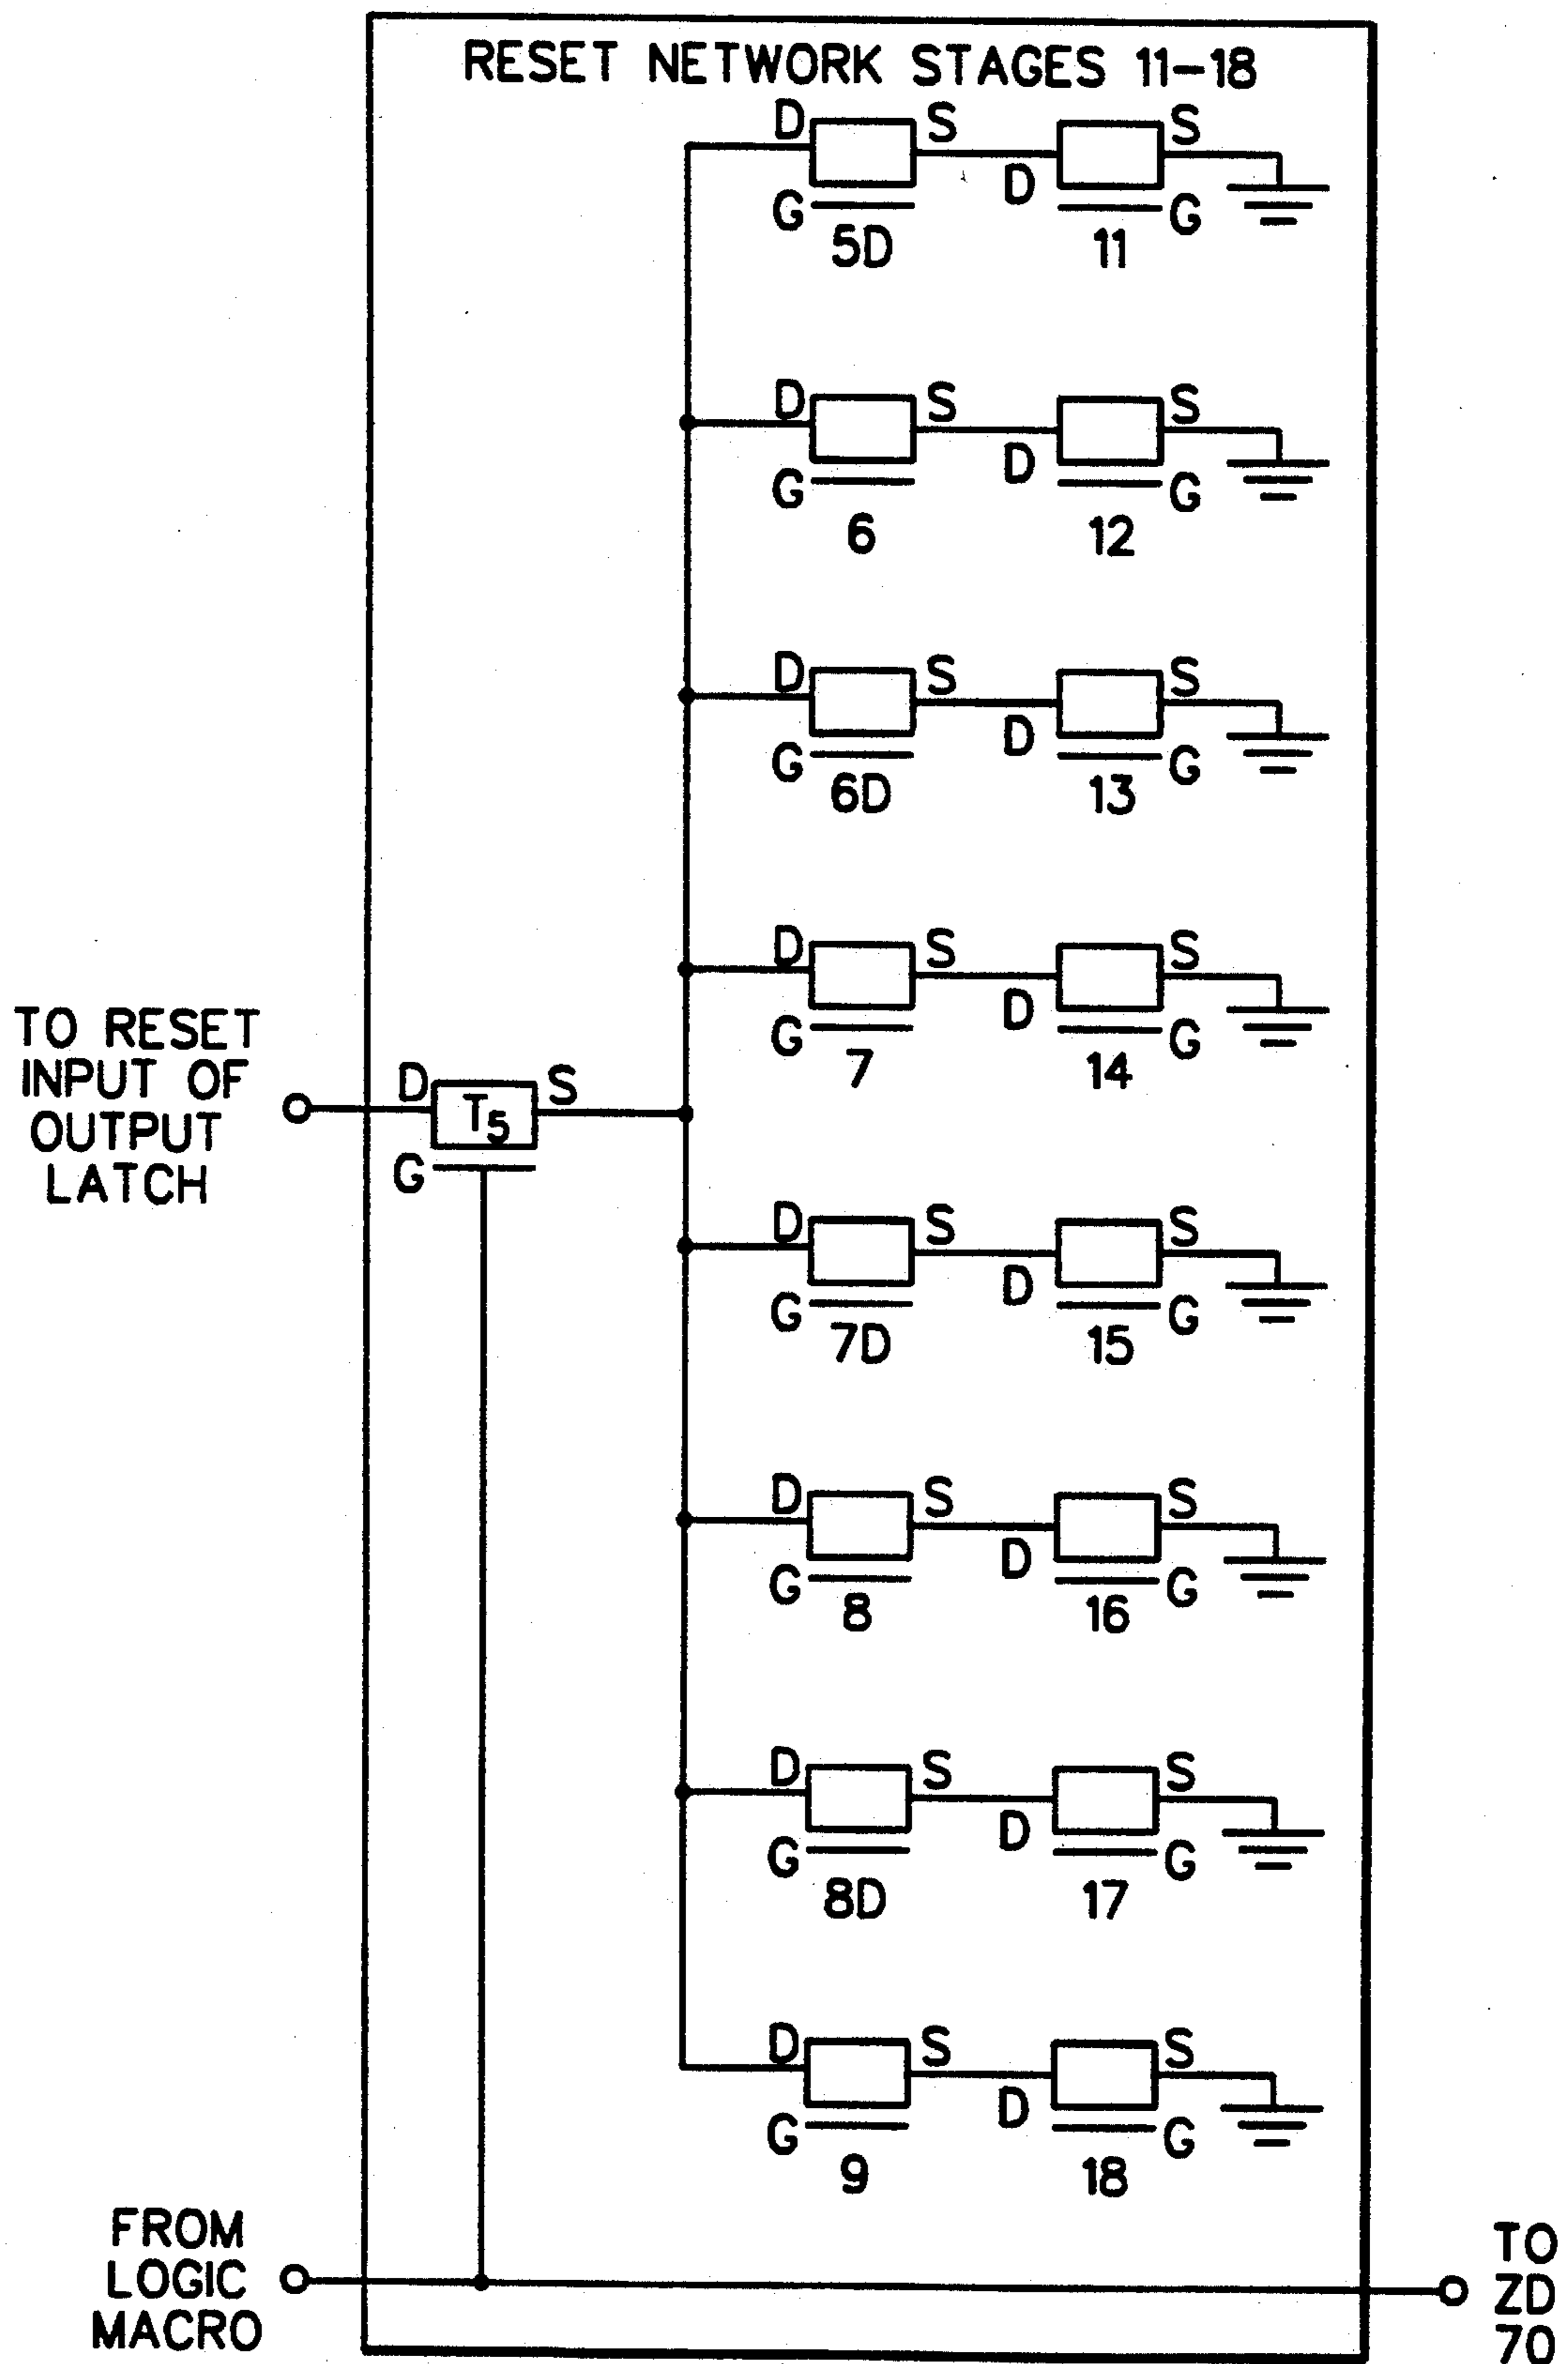 RESET NETWORK STAGES 11-18
D S S
D
G G
5D 11
D S S
D
G G
6 12
D S S
D
G G
6D 13
D S S
D
G G
7 14
TO RESET
INPUT OF
OUTPUT
LATCH
D T5 S
G
D S S
D
G G
7D 15
D S S
D
G G
8 16
D S S
D
G G
8D 17
D S S
D
G G
9 18
FROM
LOGIC
MACRO
TO
ZD
70